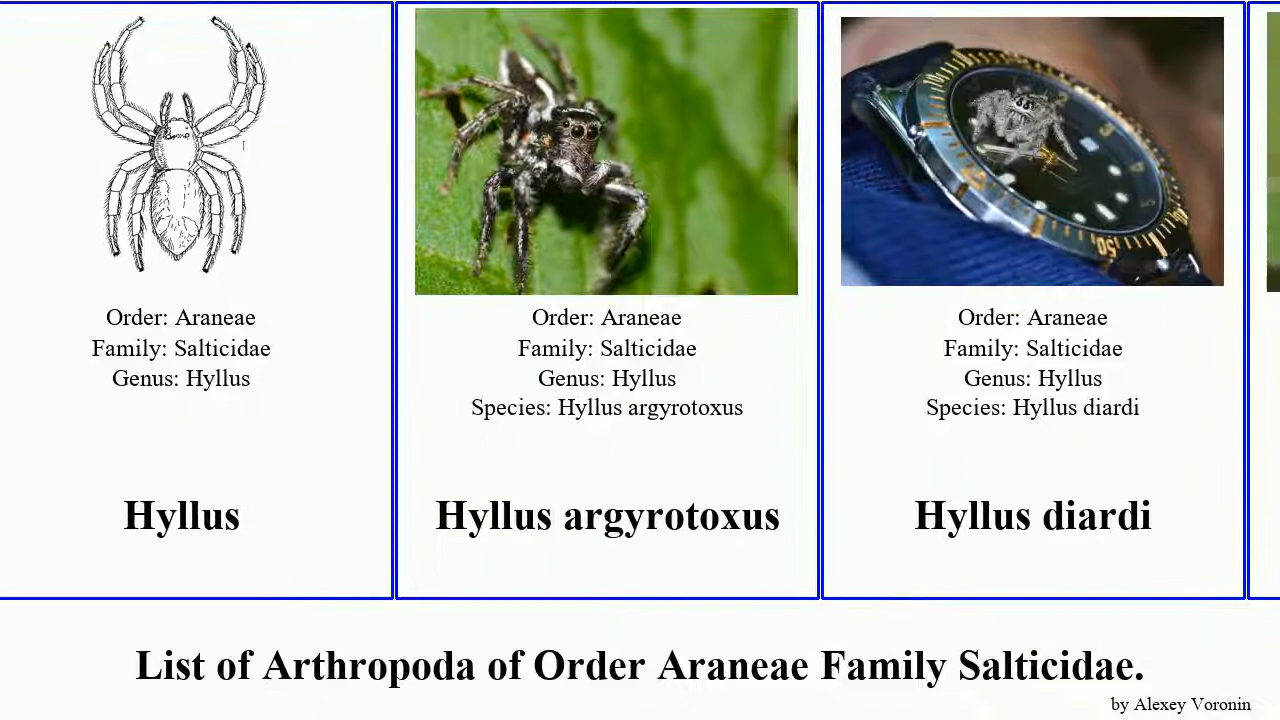 Order: Araneae
Family: Salticidae
Genus: Hyllus
Hyllus
Order: Araneae
Family: Salticidae
Genus: Hyllus
Species: Hyllus argyrotoxus
Hyllus argyrotoxus
50
Order: Araneae
Family: Salticidae
Genus: Hyllus
Species: Hyllus diardi
Hyllus diardi
List of Arthropoda of Order Araneae Family Salticidae.
by Alexey Voronin